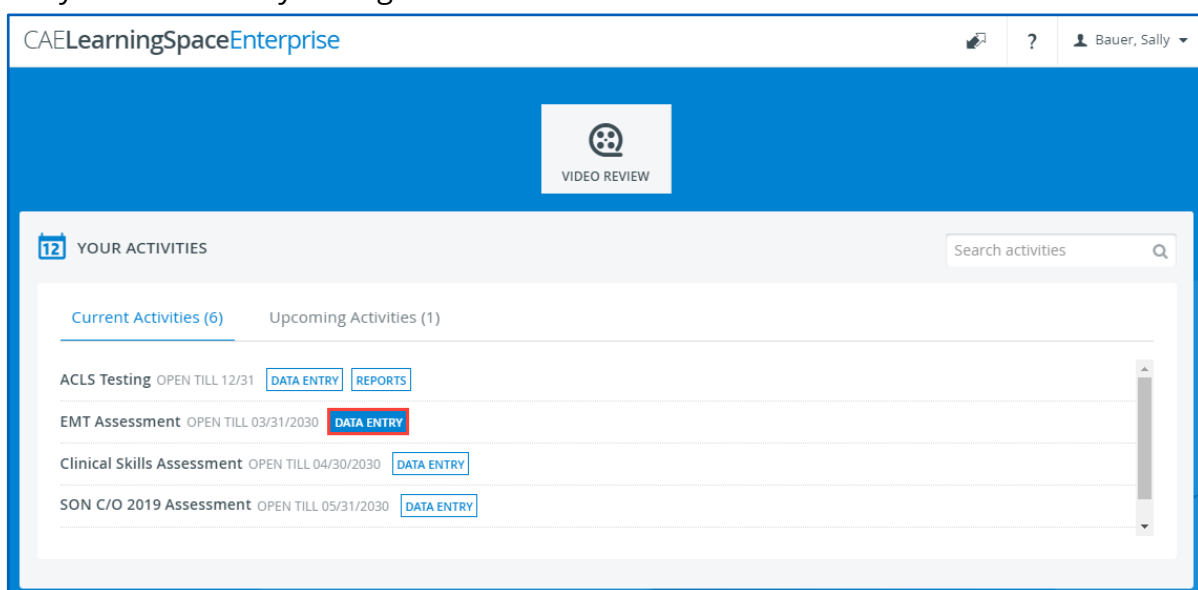 CAELearningSpaceEnterprise ? Bauer, Sally
VIDEO REVIEW
12 YOUR ACTIVITIES Search activities
Current Activities (6) Upcoming Activities (1)
ACLS Testing OPEN TILL 12/31 DATA ENTRY REPORTS
EMT Assessment OPEN TILL 03/31/2030 DATA ENTRY
Clinical Skills Assessment OPEN TILL 04/30/2030 DATA ENTRY
SON C/O 2019 Assessment OPEN TILL 05/31/2030 DATA ENTRY